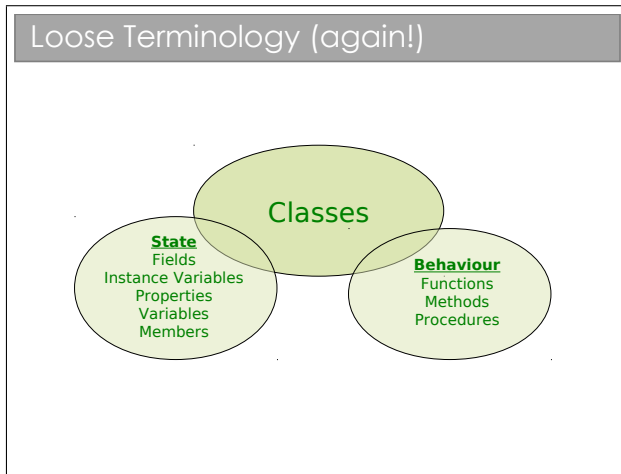 Loose Terminology (again!)
Classes
State
Fields
Instance Variables
Properties
Variables
Members
Behaviour
Functions
Methods
Procedures